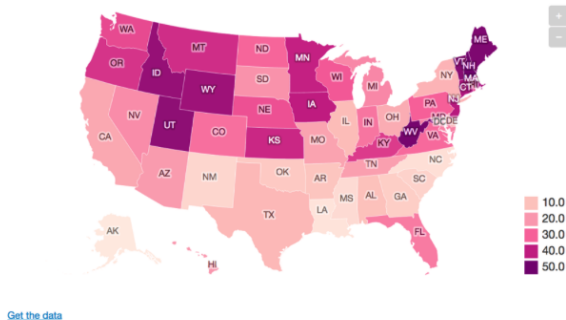 +
−
WA
MT
ND
MN
ME
OR
ID
WY
SD
WI
MI
NY
VT
NH
MA
CT
NV
UT
CO
NE
IA
IL
IN
OH
PA
NJ
MD
DC
DE
CA
KS
MO
KY
WV
VA
AZ
NM
OK
AR
TN
NC
SC
TX
LA
MS
AL
GA
FL
AK
HI
10.0
20.0
30.0
40.0
50.0
Get the data